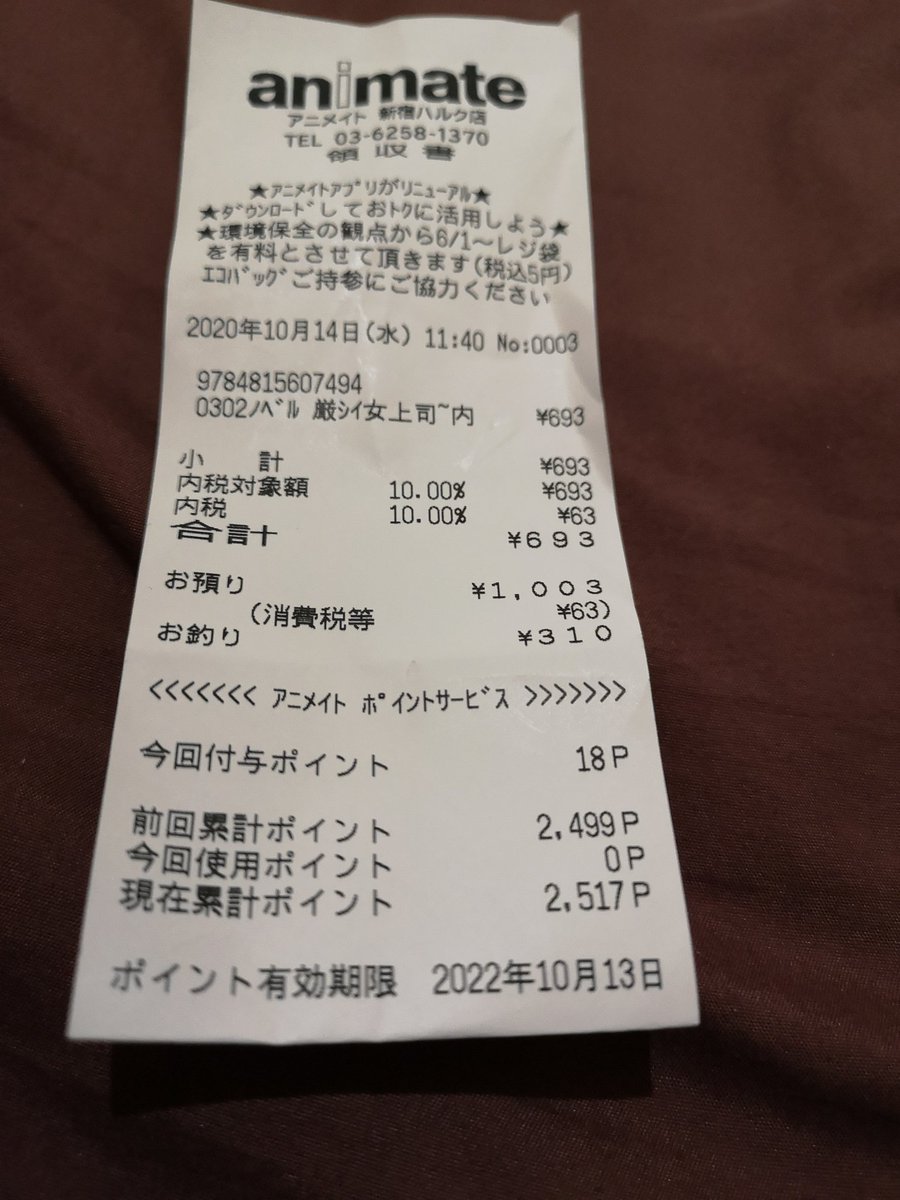 animate
アニメイト 新宿ハルク店
TEL 03-6258-1370
領 収 書
★アニメイトアプリがリニューアル★
★ダウンロードしておトクに活用しよう★
★環境保全の観点から6/1～レジ袋
を有料とさせて頂きます(税込5円)
エコバッグご持参にご協力ください
2020年10月14日(水) 11:40 No:0003
9784815607494
0302ノベル 厳シイ女上司~内 ¥693
小 計 ¥693
内税対象額 10.00% ¥693
内税 10.00% ¥63
合計 ¥693
お預り ¥1,003
(消費税等 ¥63)
お釣り ¥310
<<<<<<< アニメイト ポイントサービス >>>>>>>
今回付与ポイント 18P
前回累計ポイント 2,499P
今回使用ポイント 0P
現在累計ポイント 2,517P
ポイント有効期限 2022年10月13日